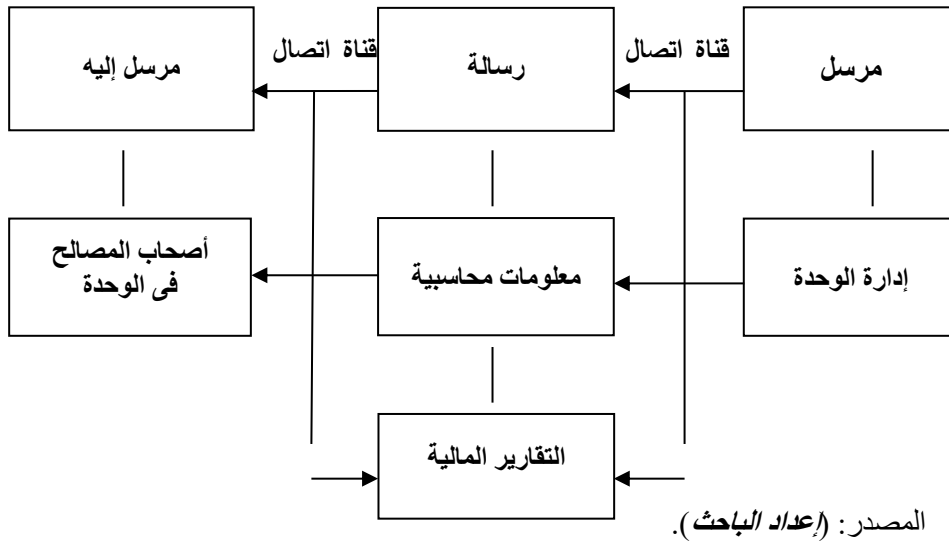 مرسل
قناة اتصال
رسالة
قناة اتصال
مرسل إليه
إدارة الوحدة
معلومات محاسبية
أصحاب المصالح
فى الوحدة
التقارير المالية
المصدر: (إعداد الباحث).